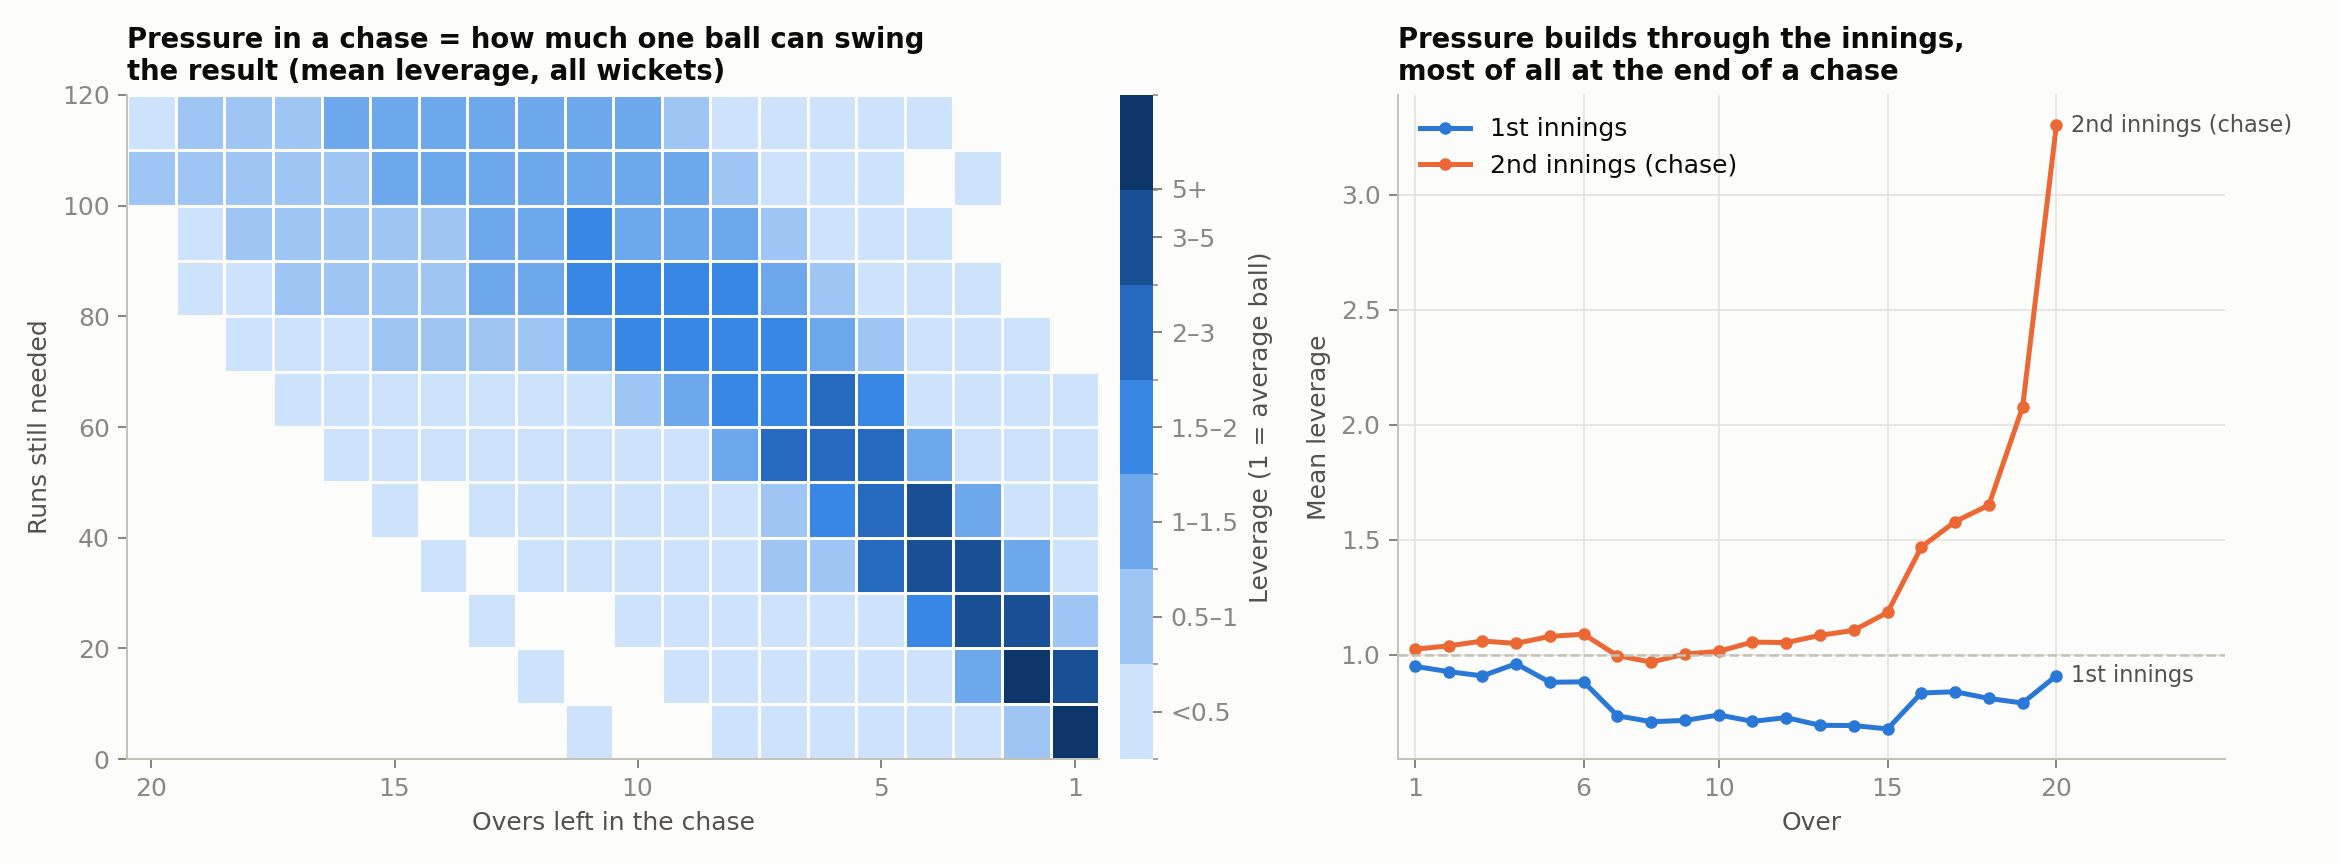 Pressure in a chase = how much one ball can swing
the result (mean leverage, all wickets)
120
100
80
60
40
20
0
Runs still needed
20
15
10
5
1
Overs left in the chase
5+
3–5
2–3
1.5–2
1–1.5
0.5–1
<0.5
Leverage (1 = average ball)
Pressure builds through the innings,
most of all at the end of a chase
1st innings
2nd innings (chase)
2nd innings (chase)
1st innings
3.0
2.5
2.0
1.5
1.0
Mean leverage
1
6
10
15
20
Over